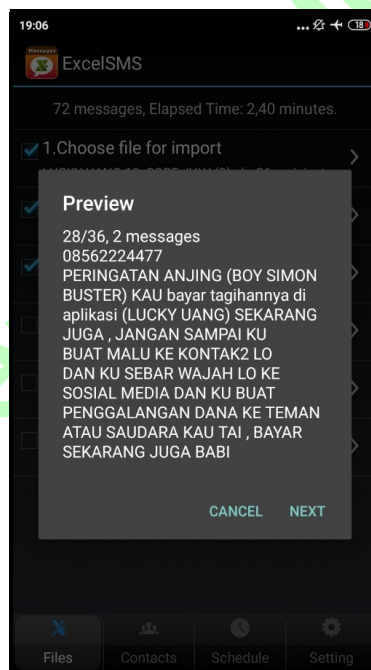 19:06
18
Messages
ExcelSMS
72 messages, Elapsed Time: 2,40 minutes.
1.Choose file for import
Preview
28/36, 2 messages
08562224477
PERINGATAN ANJING (BOY SIMON
BUSTER) KAU bayar tagihannya di
aplikasi (LUCKY UANG) SEKARANG
JUGA , JANGAN SAMPAI KU
BUAT MALU KE KONTAK2 LO
DAN KU SEBAR WAJAH LO KE
SOSIAL MEDIA DAN KU BUAT
PENGGALANGAN DANA KE TEMAN
ATAU SAUDARA KAU TAI , BAYAR
SEKARANG JUGA BABI
CANCEL NEXT
Files Contacts Schedule Setting